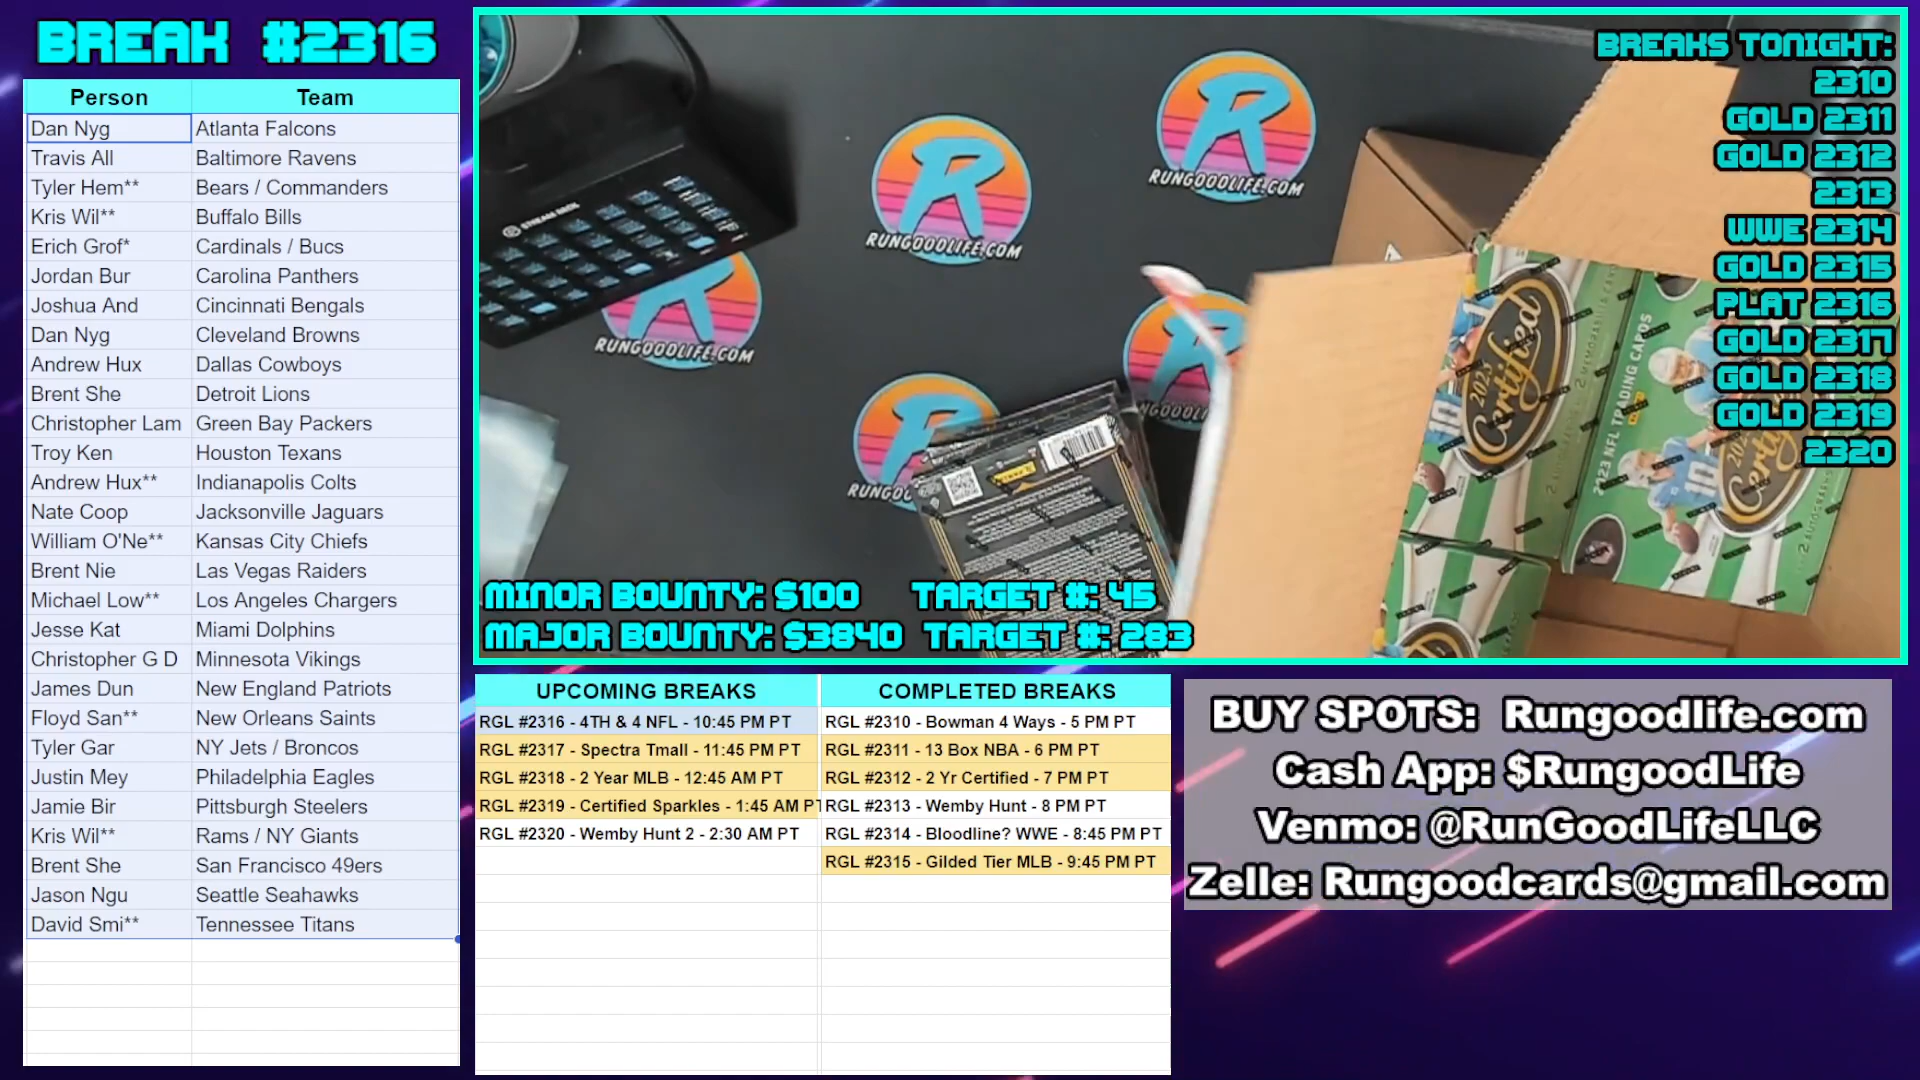 BREAK #2316
Person Team
Dan Nyg Atlanta Falcons
Travis All Baltimore Ravens
Tyler Hem** Bears / Commanders
Kris Wil** Buffalo Bills
Erich Grof* Cardinals / Bucs
Jordan Bur Carolina Panthers
Joshua And Cincinnati Bengals
Dan Nyg Cleveland Browns
Andrew Hux Dallas Cowboys
Brent She Detroit Lions
Christopher Lam Green Bay Packers
Troy Ken Houston Texans
Andrew Hux** Indianapolis Colts
Nate Coop Jacksonville Jaguars
William O'Ne** Kansas City Chiefs
Brent Nie Las Vegas Raiders
Michael Low** Los Angeles Chargers
Jesse Kat Miami Dolphins
Christopher G D Minnesota Vikings
James Dun New England Patriots
Floyd San** New Orleans Saints
Tyler Gar NY Jets / Broncos
Justin Mey Philadelphia Eagles
Jamie Bir Pittsburgh Steelers
Kris Wil** Rams / NY Giants
Brent She San Francisco 49ers
Jason Ngu Seattle Seahawks
David Smi** Tennessee Titans
BREAKS TONIGHT:
2310
GOLD 2311
GOLD 2312
2313
WWE 2314
GOLD 2315
PLAT 2316
GOLD 2317
GOLD 2318
GOLD 2319
2320
STREAM DECK
R
RUNGOODLIFE.COM
R
RUNGOODLIFE.COM
RUNGOODLIFE.COM
2023
Certified
2023 NFL TRADING CARDS
MINOR BOUNTY: $100 TARGET #: 45
MAJOR BOUNTY: $3840 TARGET #: 283
UPCOMING BREAKS
RGL #2316 - 4TH & 4 NFL - 10:45 PM PT
RGL #2317 - Spectra Tmall - 11:45 PM PT
RGL #2318 - 2 Year MLB - 12:45 AM PT
RGL #2319 - Certified Sparkles - 1:45 AM PT
RGL #2320 - Wemby Hunt 2 - 2:30 AM PT
COMPLETED BREAKS
RGL #2310 - Bowman 4 Ways - 5 PM PT
RGL #2311 - 13 Box NBA - 6 PM PT
RGL #2312 - 2 Yr Certified - 7 PM PT
RGL #2313 - Wemby Hunt - 8 PM PT
RGL #2314 - Bloodline? WWE - 8:45 PM PT
RGL #2315 - Gilded Tier MLB - 9:45 PM PT
BUY SPOTS: Rungoodlife.com
Cash App: $RungoodLife
Venmo: @RunGoodLifeLLC
Zelle: Rungoodcards@gmail.com